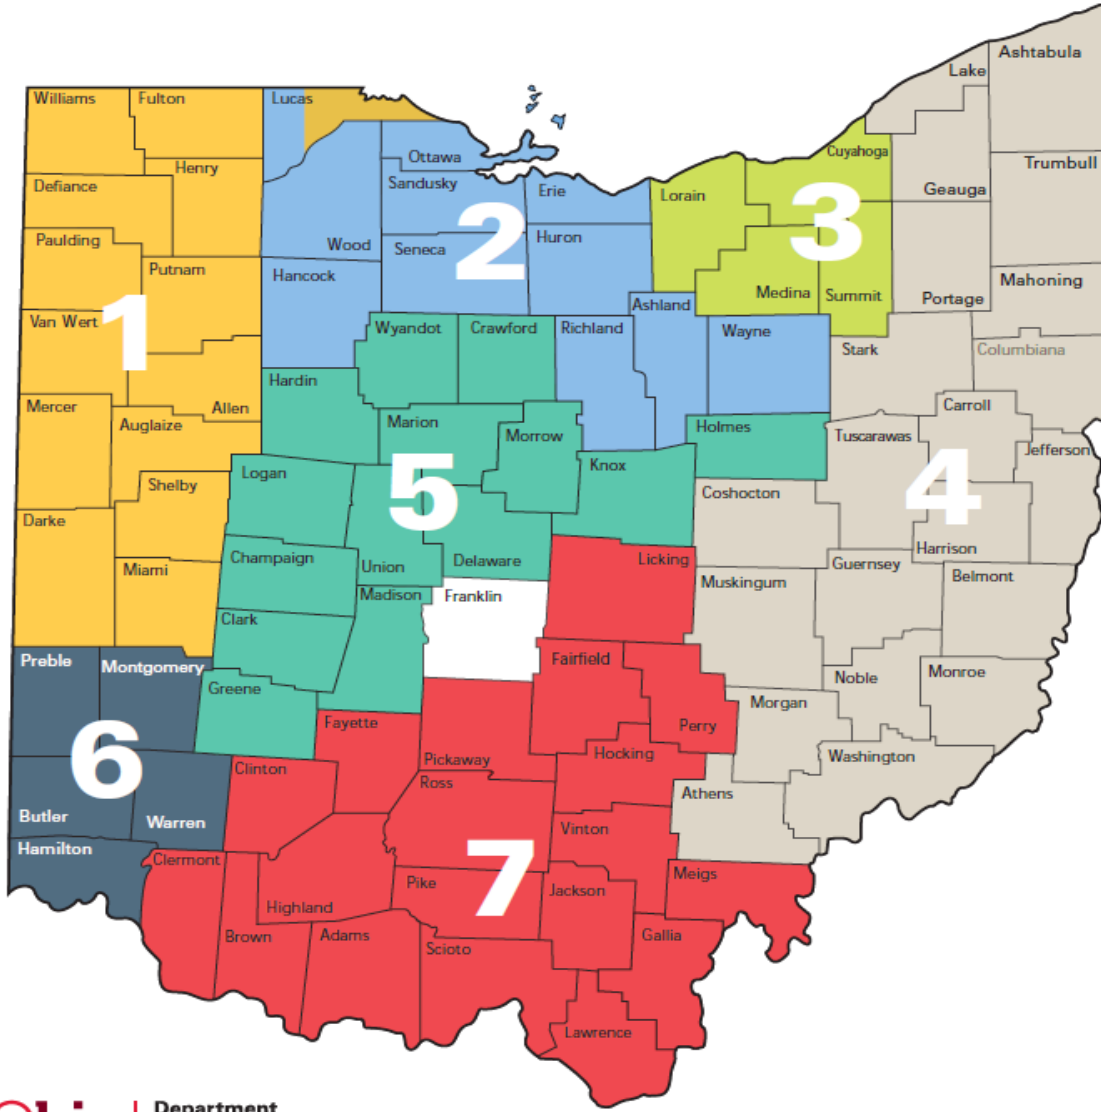 Ashtabula
Lake
Williams
Fulton
Lucas
Cuyahoga
Ottawa
Trumbull
Henry
Defiance
Sandusky
Erie
Lorain
Geauga
3
Paulding
Wood
Seneca
2
Huron
Putnam
Hancock
Mahoning
Medina
Summit
Portage
Ashland
Van Wert
1
Wyandot
Crawford
Richland
Wayne
Stark
Columbiana
Hardin
Mercer
Allen
Carroll
Auglaize
Marion
Morrow
Holmes
Tuscarawas
Jefferson
Logan
Knox
Shelby
5
Coshocton
4
Darke
Harrison
Champaign
Union
Delaware
Licking
Guernsey
Miami
Muskingum
Belmont
Madison
Franklin
Clark
Preble
Montgomery
Fairfield
Noble
Monroe
Greene
Morgan
Fayette
Perry
6
Pickaway
Hocking
Washington
Clinton
Ross
Athens
Butler
Warren
Vinton
Hamilton
Clermont
7
Meigs
Pike
Jackson
Highland
Brown
Adams
Scioto
Gallia
Lawrence
Department